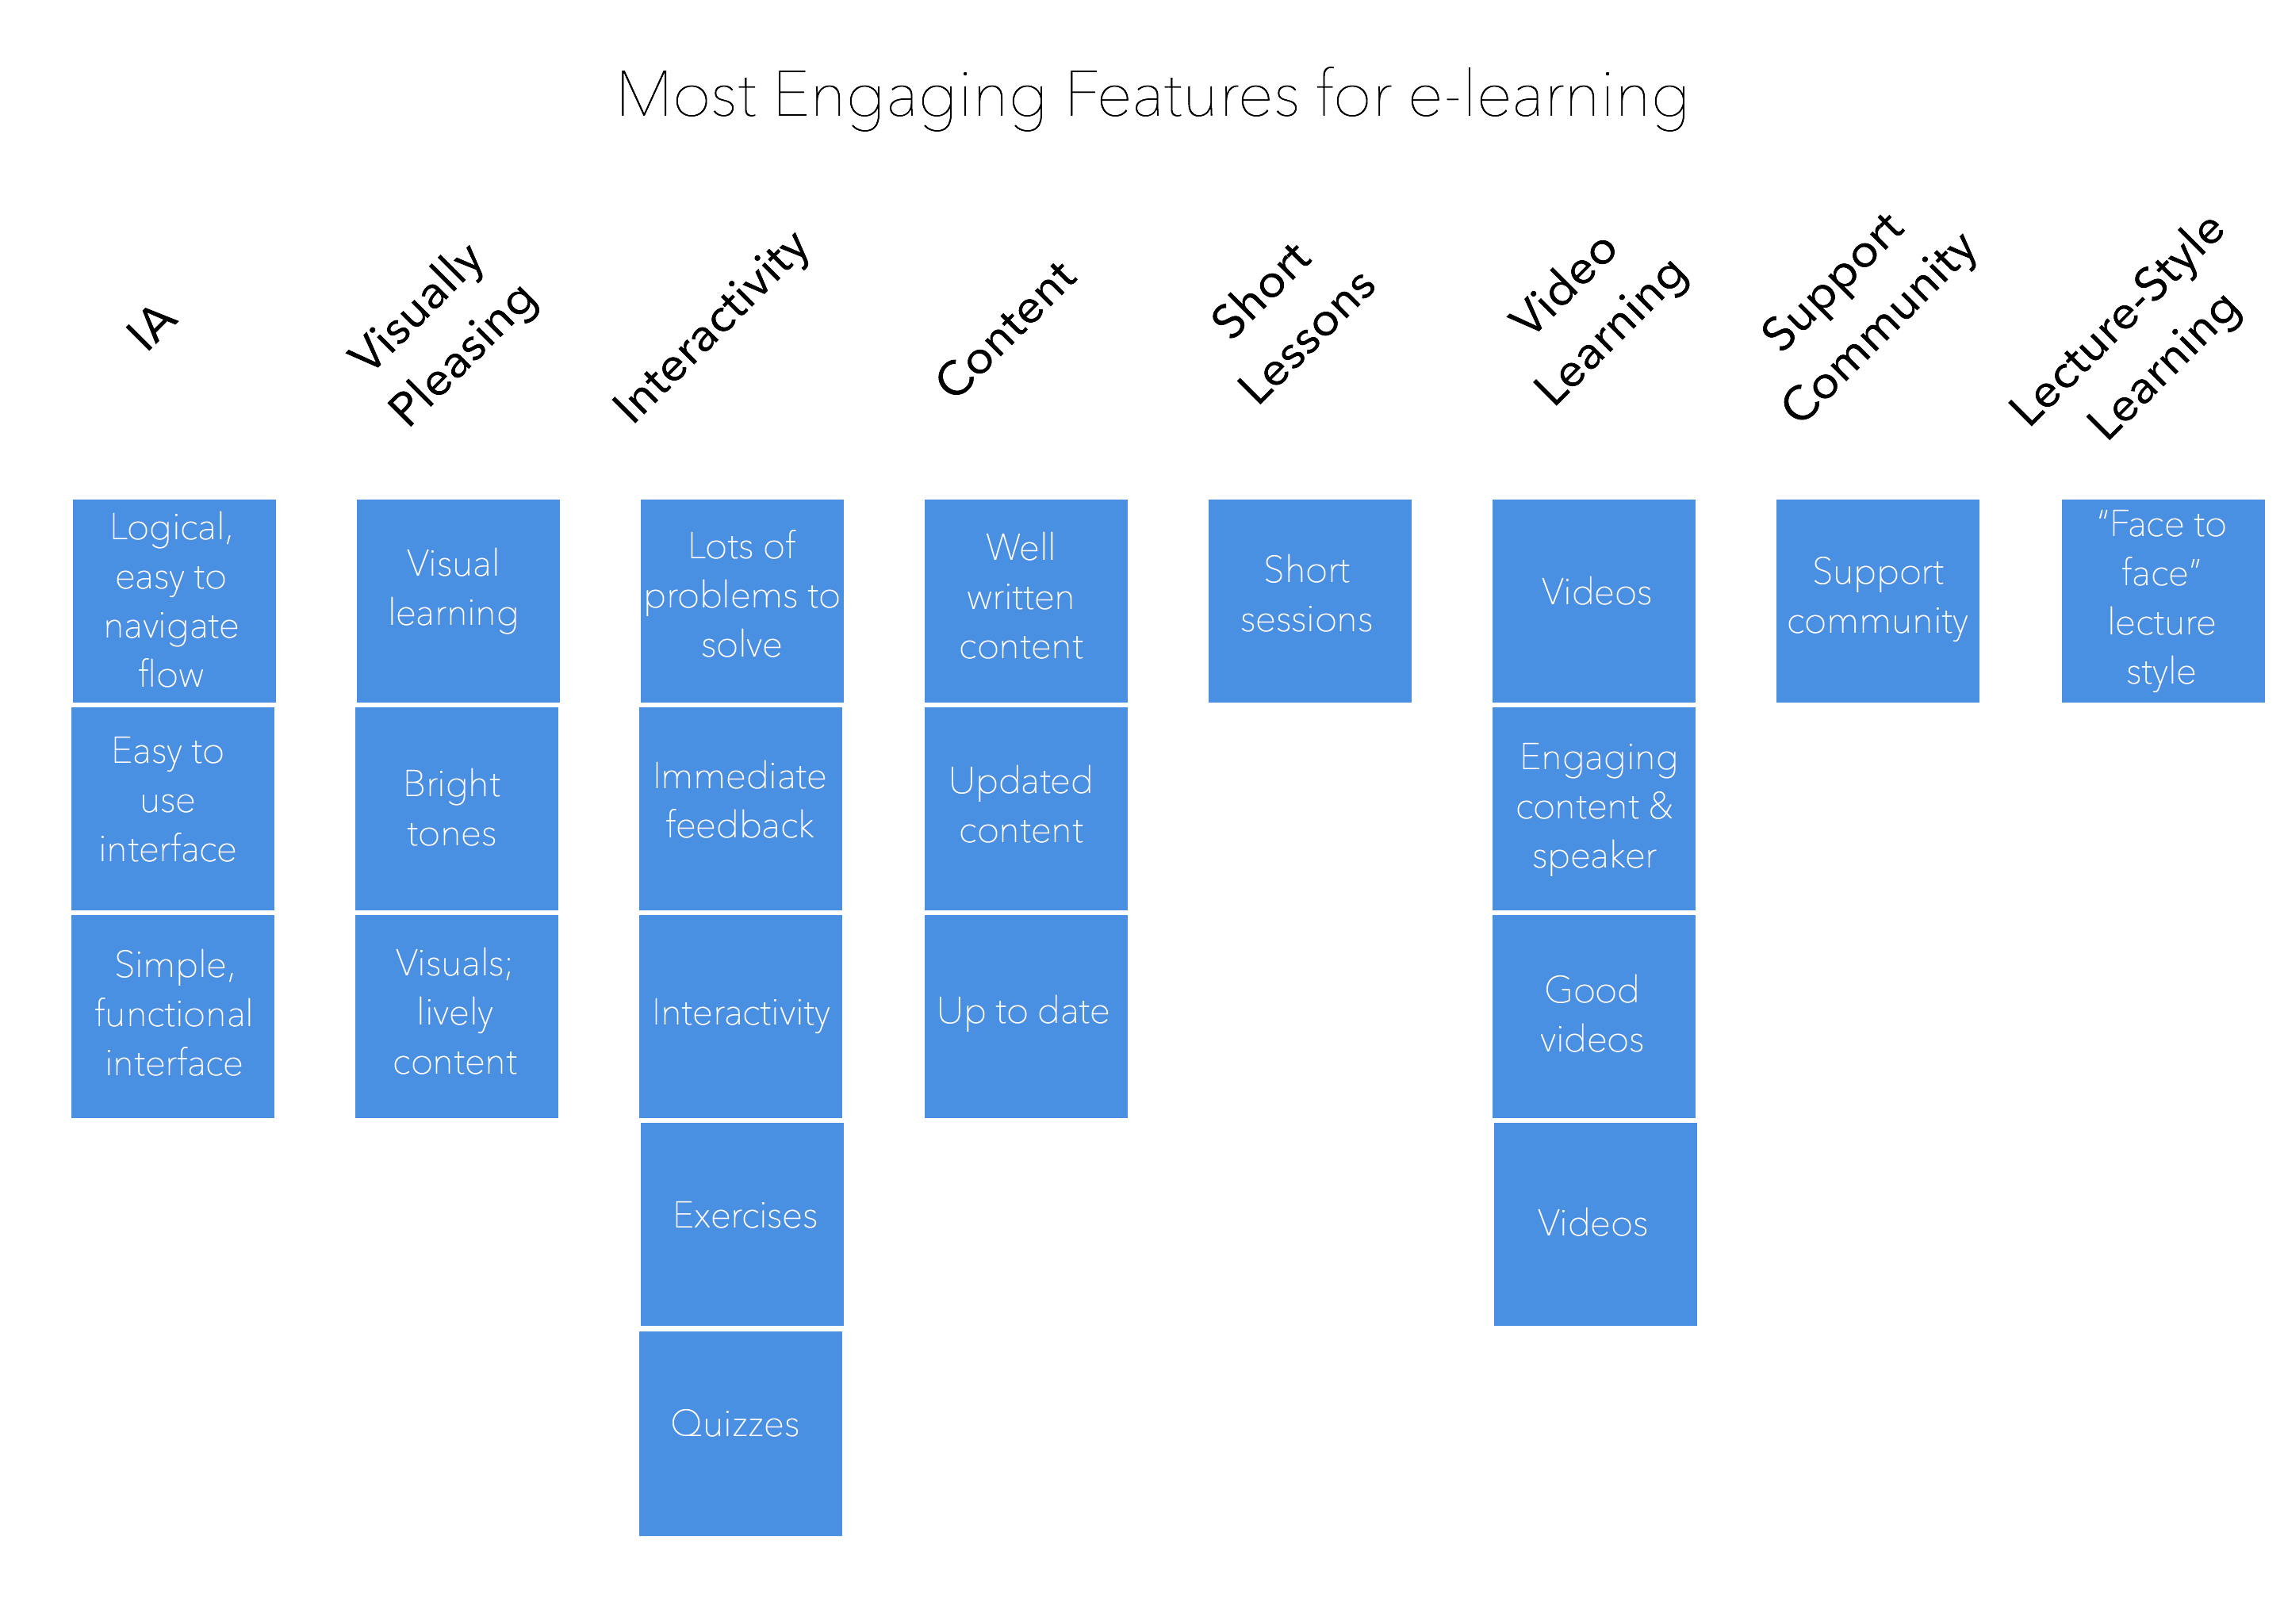 Most Engaging Features for e-learning
IA
Visually
Pleasing
Interactivity
Content
Short
Lessons
Video
Learning
Support
Community
Lecture-Style
Learning
Logical,
easy to
navigate
flow
Easy to
use
interface
Simple,
functional
interface
Visual
learning
Bright
tones
Visuals;
lively
content
Lots of
problems to
solve
Immediate
feedback
Interactivity
Exercises
Quizzes
Well
written
content
Updated
content
Up to date
Short
sessions
Videos
Engaging
content &
speaker
Good
videos
Videos
Support
community
"Face to
face"
lecture
style